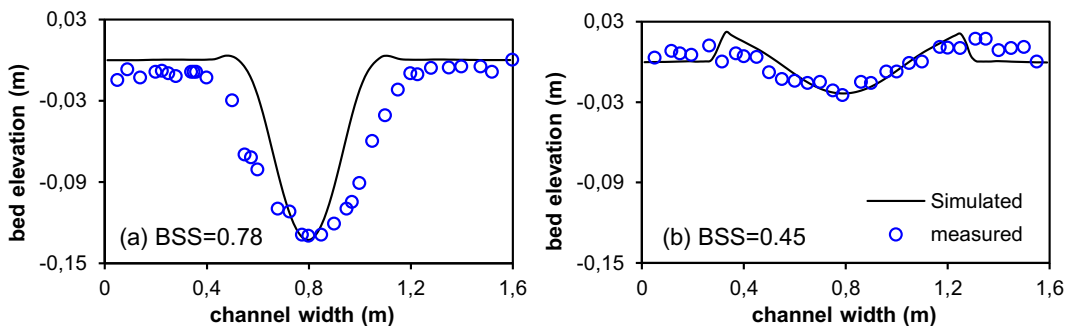 0,03
-0,03
-0,09
-0,15
bed elevation (m)
(a) BSS=0.78
0
0,4
0,8
1,2
1,6
channel width (m)
0,03
-0,03
-0,09
-0,15
bed elevation (m)
Simulated
measured
(b) BSS=0.45
0
0,4
0,8
1,2
1,6
channel width (m)